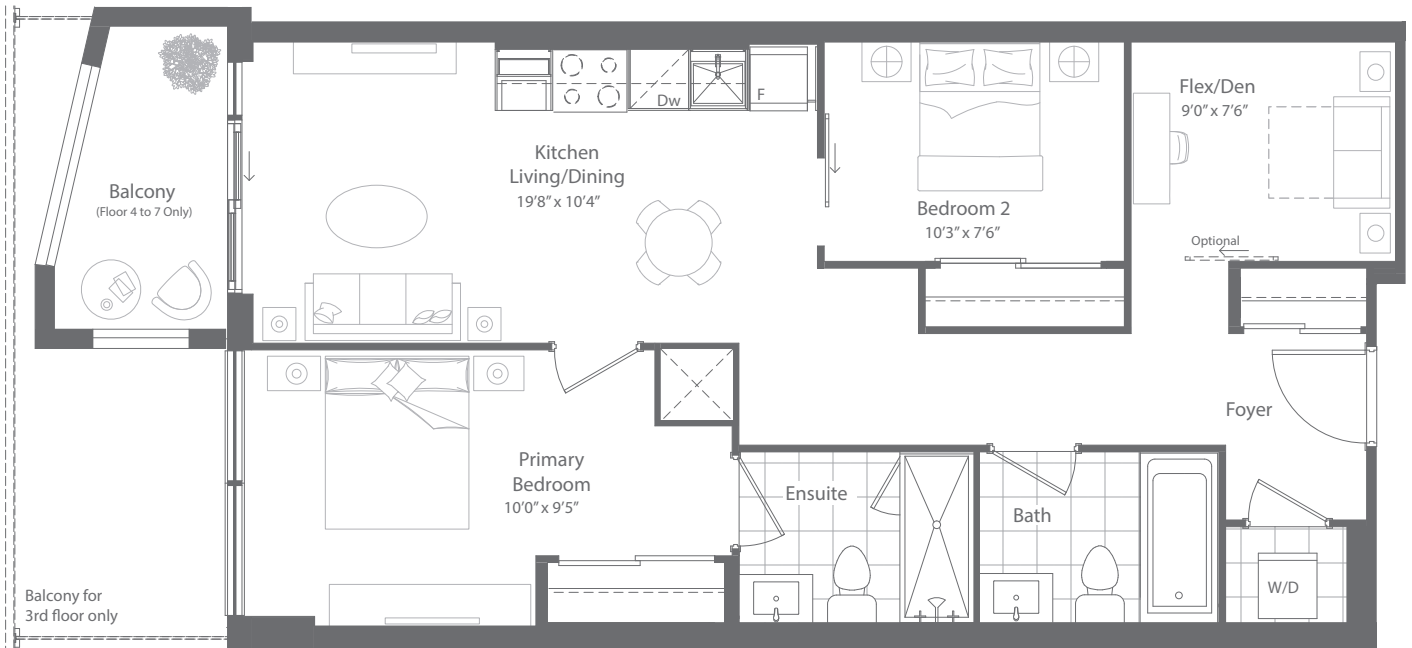 Balcony
(Floor 4 to 7 Only)
Kitchen
Living/Dining
19'8" x 10'4"
Dw
F
Bedroom 2
10'3" x 7'6"
Flex/Den
9'0" x 7'6"
Optional
Foyer
Primary
Bedroom
10'0" x 9'5"
Ensuite
Bath
W/D
Balcony for
3rd floor only